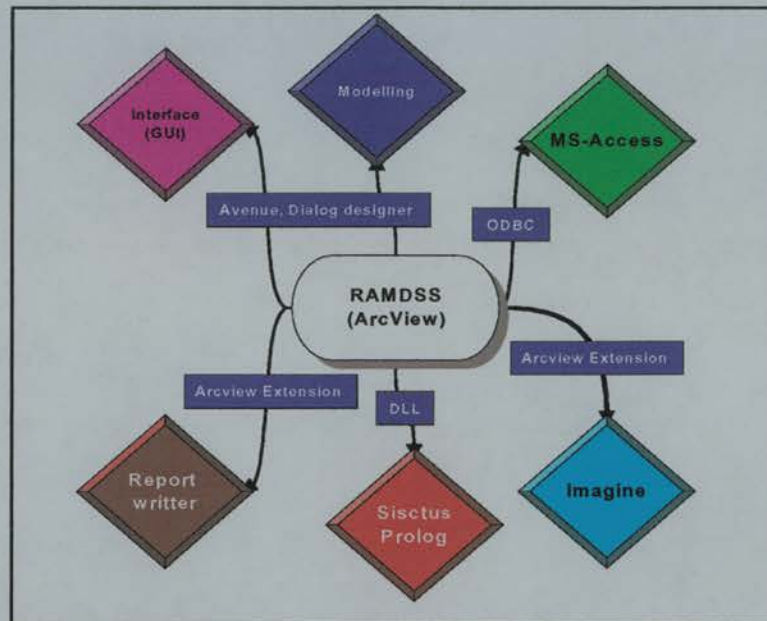 Interface
(GUI)
Modelling
MS-Access
Avenue, Dialog designer
ODBC
RAMDSS
(ArcView)
Arcview Extension
Arcview Extension
DLL
Report
writter
Sisctus
Prolog
Imagine